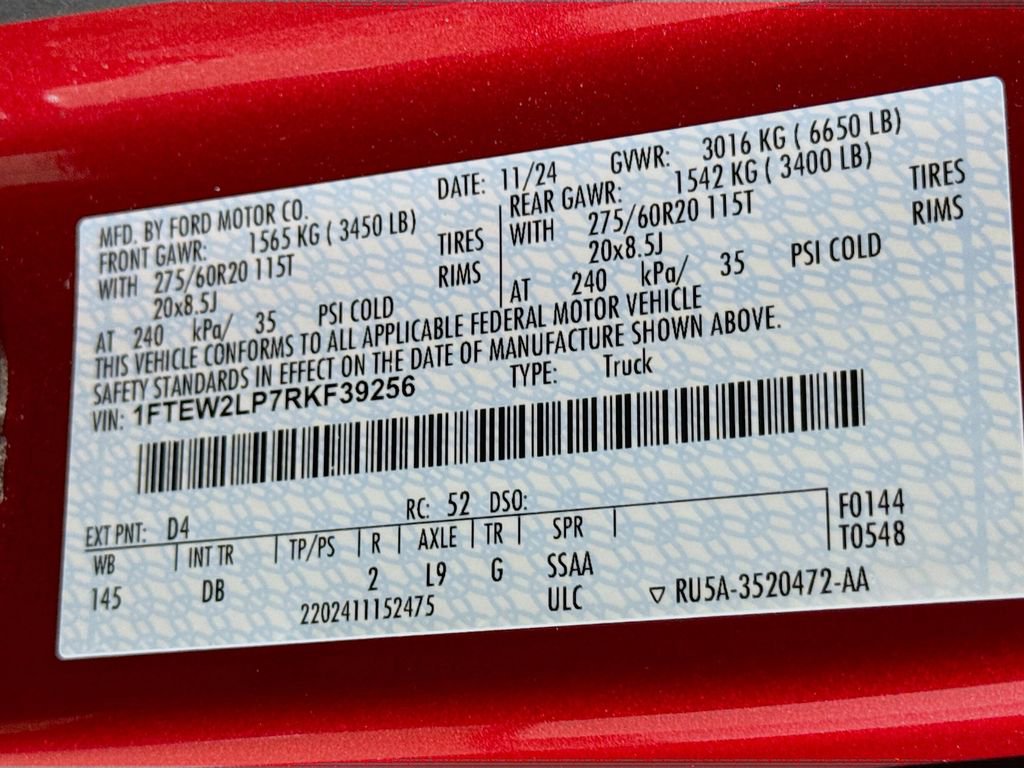 MFD. BY FORD MOTOR CO.
DATE: 11/24 GVWR: 3016 KG ( 6650 LB)
FRONT GAWR: 1565 KG ( 3450 LB)
WITH 275/60R20 115T TIRES
20x8.5J RIMS
AT 240 kPa/ 35 PSI COLD
REAR GAWR: 1542 KG ( 3400 LB)
WITH 275/60R20 115T TIRES
20x8.5J RIMS
AT 240 kPa/ 35 PSI COLD
THIS VEHICLE CONFORMS TO ALL APPLICABLE FEDERAL MOTOR VEHICLE
SAFETY STANDARDS IN EFFECT ON THE DATE OF MANUFACTURE SHOWN ABOVE.
VIN: 1FTEW2LP7RKF39256 TYPE: Truck
EXT PNT: D4 RC: 52 DSO:
WB INT TR TP/PS R AXLE TR SPR
145 DB 2 L9 G SSAA
2202411152475 ULC
F0144
T0548
▽ RU5A-3520472-AA